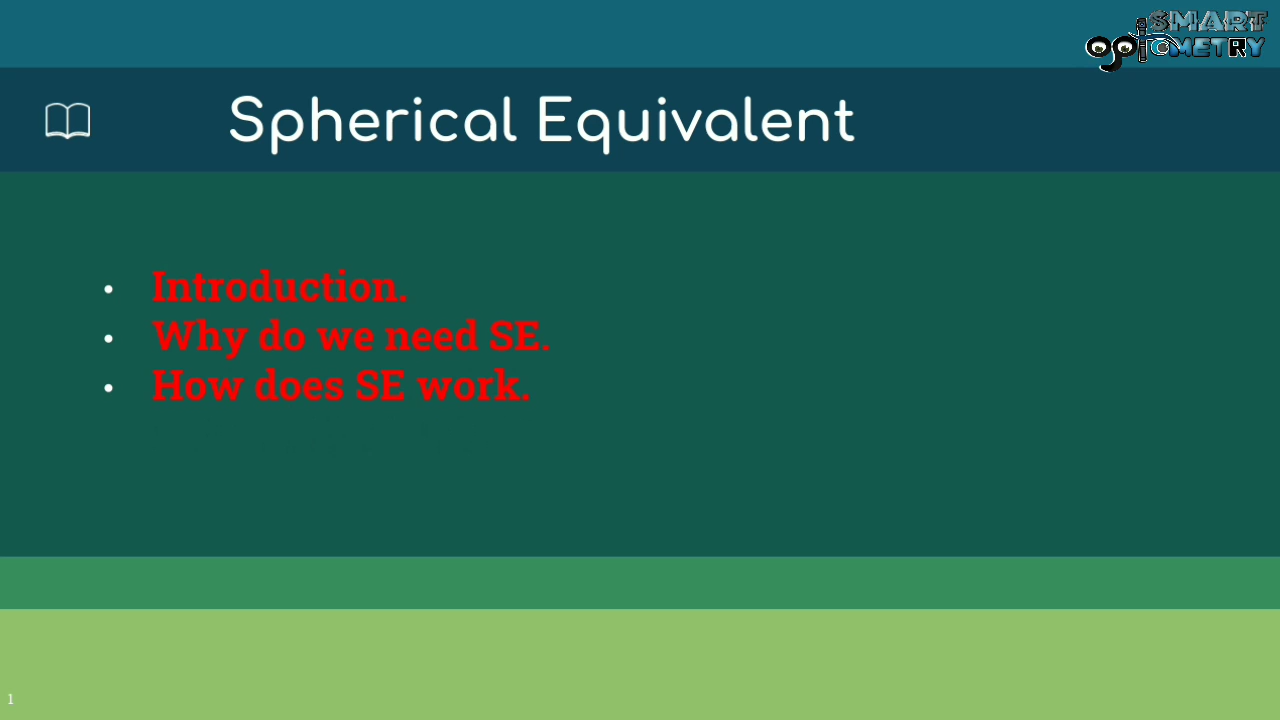 SMART
OPTOMETRY
Spherical Equivalent
• Introduction.
• Why do we need SE.
• How does SE work.
1